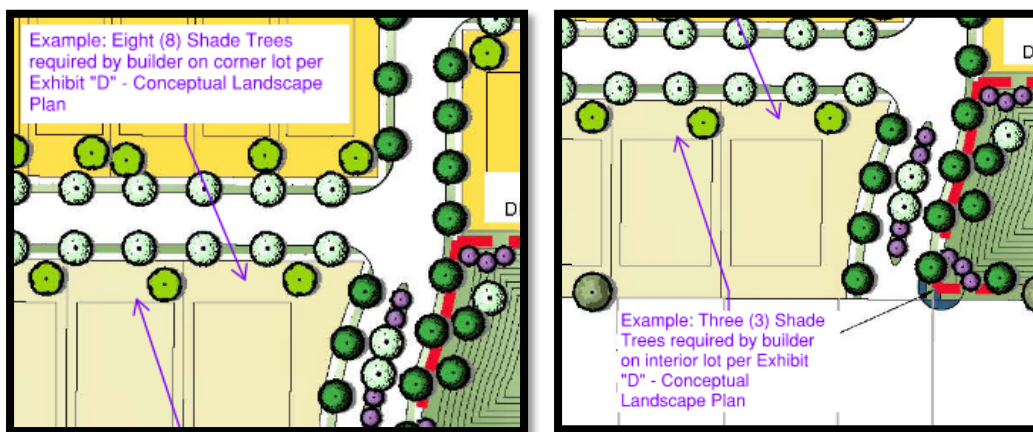 Example: Eight (8) Shade Trees
required by builder on corner lot per
Exhibit "D" - Conceptual Landscape
Plan
D
Example: Three (3) Shade
Trees required by builder
on interior lot per Exhibit
"D" - Conceptual
Landscape Plan